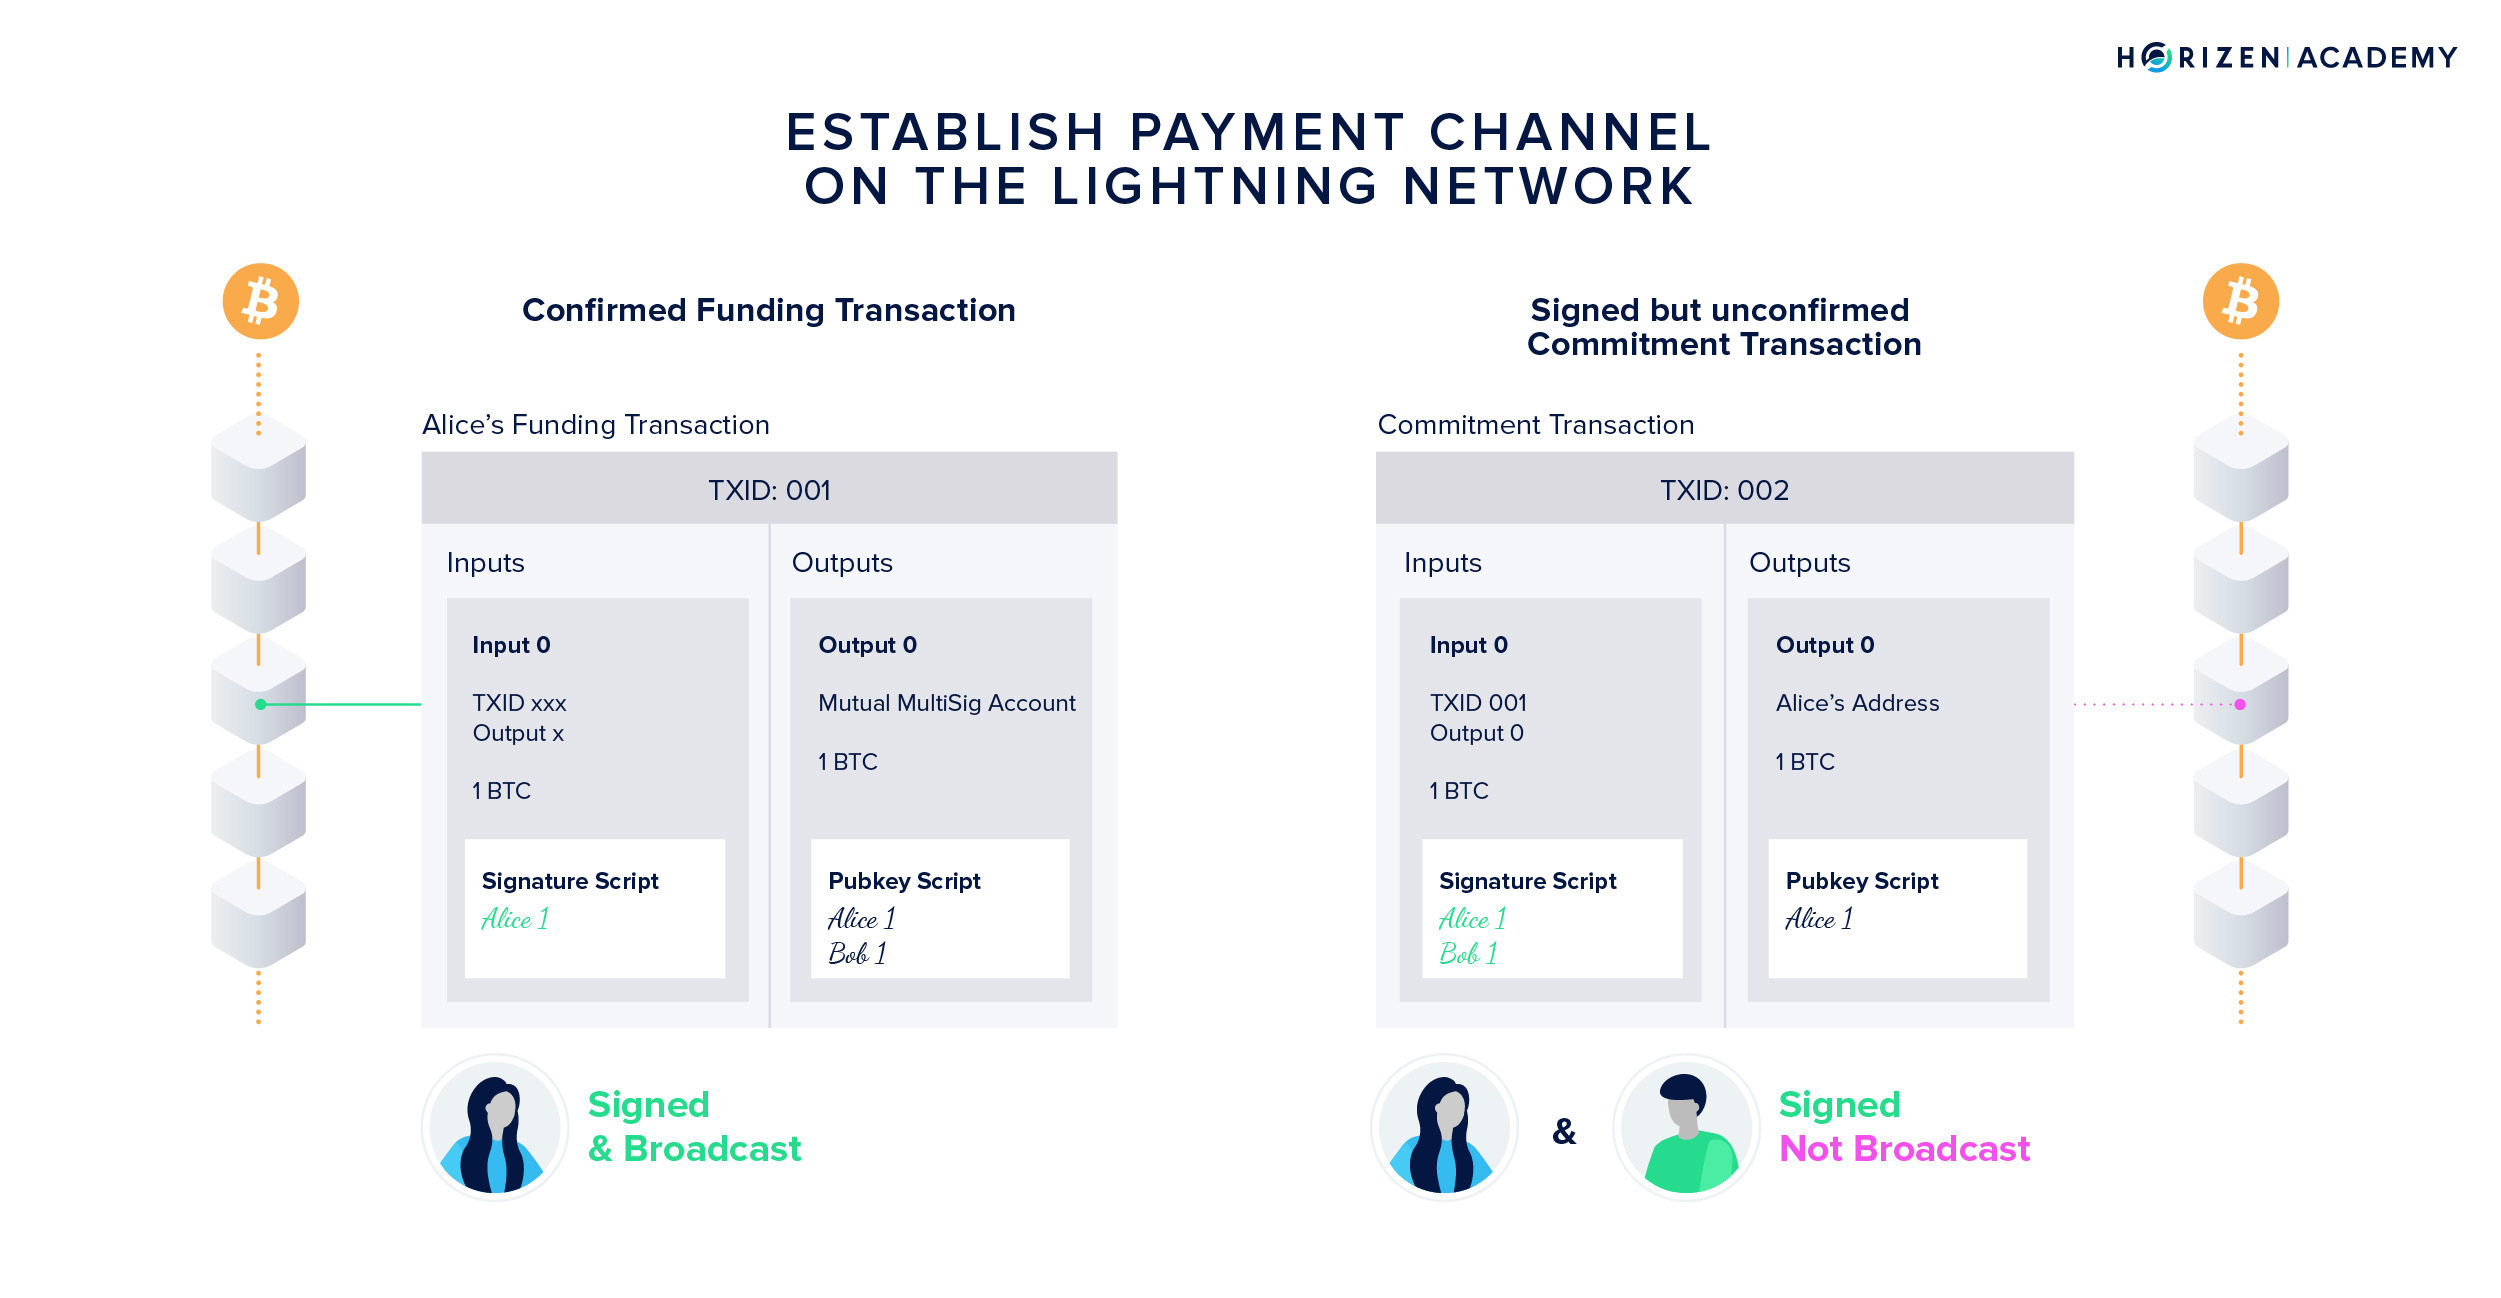 HORIZEN ACADEMY
ESTABLISH PAYMENT CHANNEL
ON THE LIGHTNING NETWORK
Confirmed Funding Transaction
Alice’s Funding Transaction
TXID: 001
Inputs
Input 0
TXID xxx
Output x
1 BTC
Signature Script
Alice 1
Outputs
Output 0
Mutual MultiSig Account
1 BTC
Pubkey Script
Alice 1
Bob 1
Signed
& Broadcast
Signed but unconfirmed
Commitment Transaction
Commitment Transaction
TXID: 002
Inputs
Input 0
TXID 001
Output 0
1 BTC
Signature Script
Alice 1
Bob 1
Outputs
Output 0
Alice’s Address
1 BTC
Pubkey Script
Alice 1
&
Signed
Not Broadcast